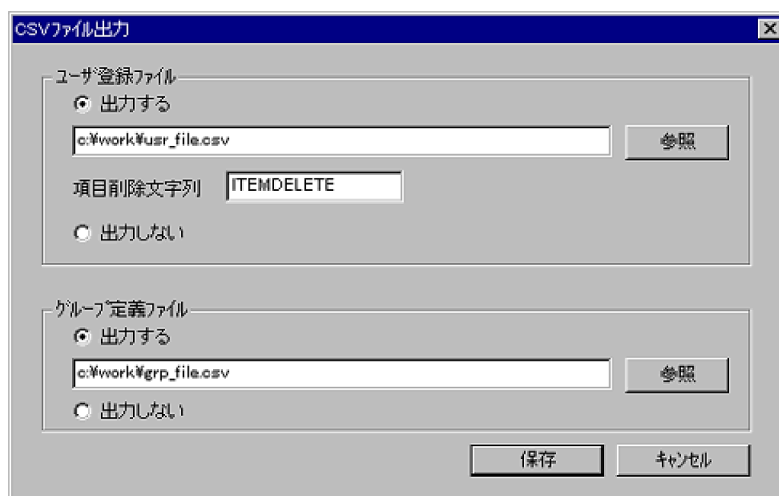 CSVファイル出力
ユーザ登録ファイル
出力する
c:¥work¥usr_file.csv
参照
項目削除文字列
ITEMDELETE
出力しない
グループ定義ファイル
出力する
c:¥work¥grp_file.csv
参照
出力しない
保存
キャンセル